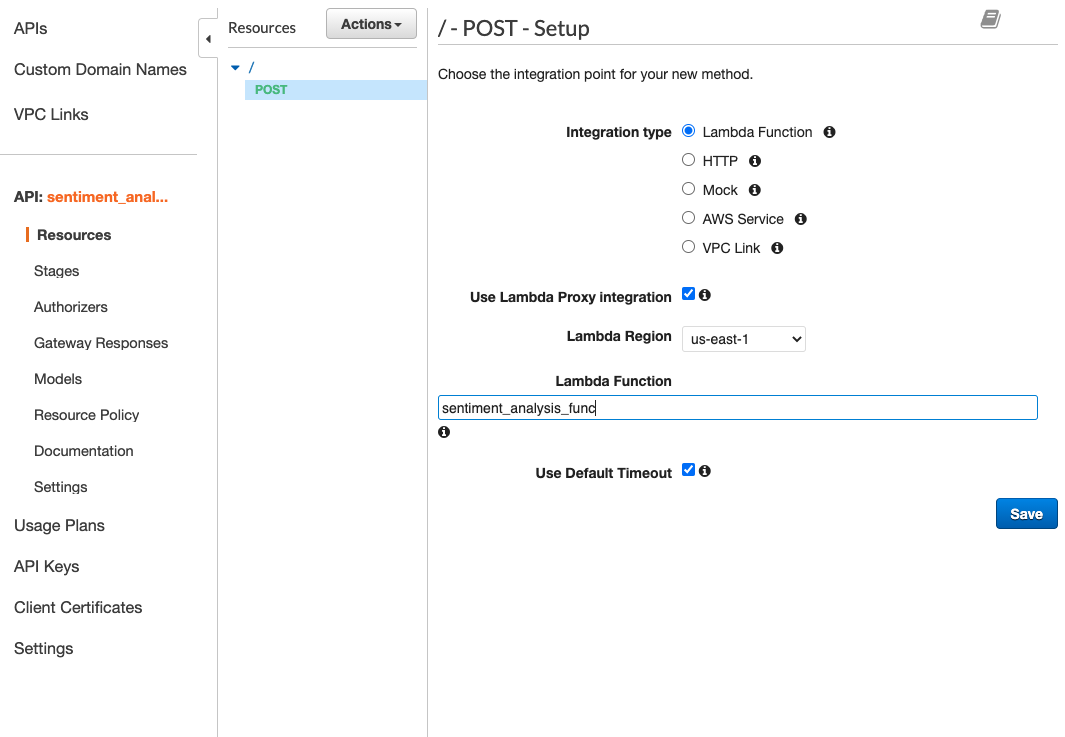 APIs
Custom Domain Names
VPC Links
API: sentiment_anal...
Resources
Stages
Authorizers
Gateway Responses
Models
Resource Policy
Documentation
Settings
Usage Plans
API Keys
Client Certificates
Settings
Resources
Actions
/
POST
/ - POST - Setup
Choose the integration point for your new method.
Integration type
Lambda Function
HTTP
Mock
AWS Service
VPC Link
Use Lambda Proxy integration
Lambda Region us-east-1
Lambda Function
sentiment_analysis_func
Use Default Timeout
Save